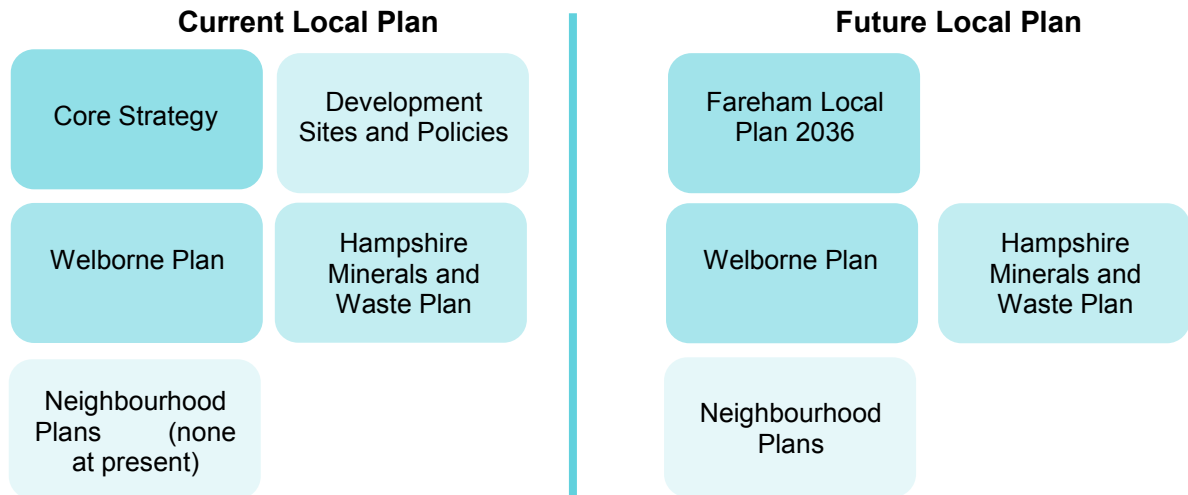 Current Local Plan
Core Strategy
Development
Sites and Policies
Welborne Plan
Hampshire
Minerals and
Waste Plan
Neighbourhood
Plans (none
at present)
Future Local Plan
Fareham Local
Plan 2036
Welborne Plan
Hampshire
Minerals and
Waste Plan
Neighbourhood
Plans